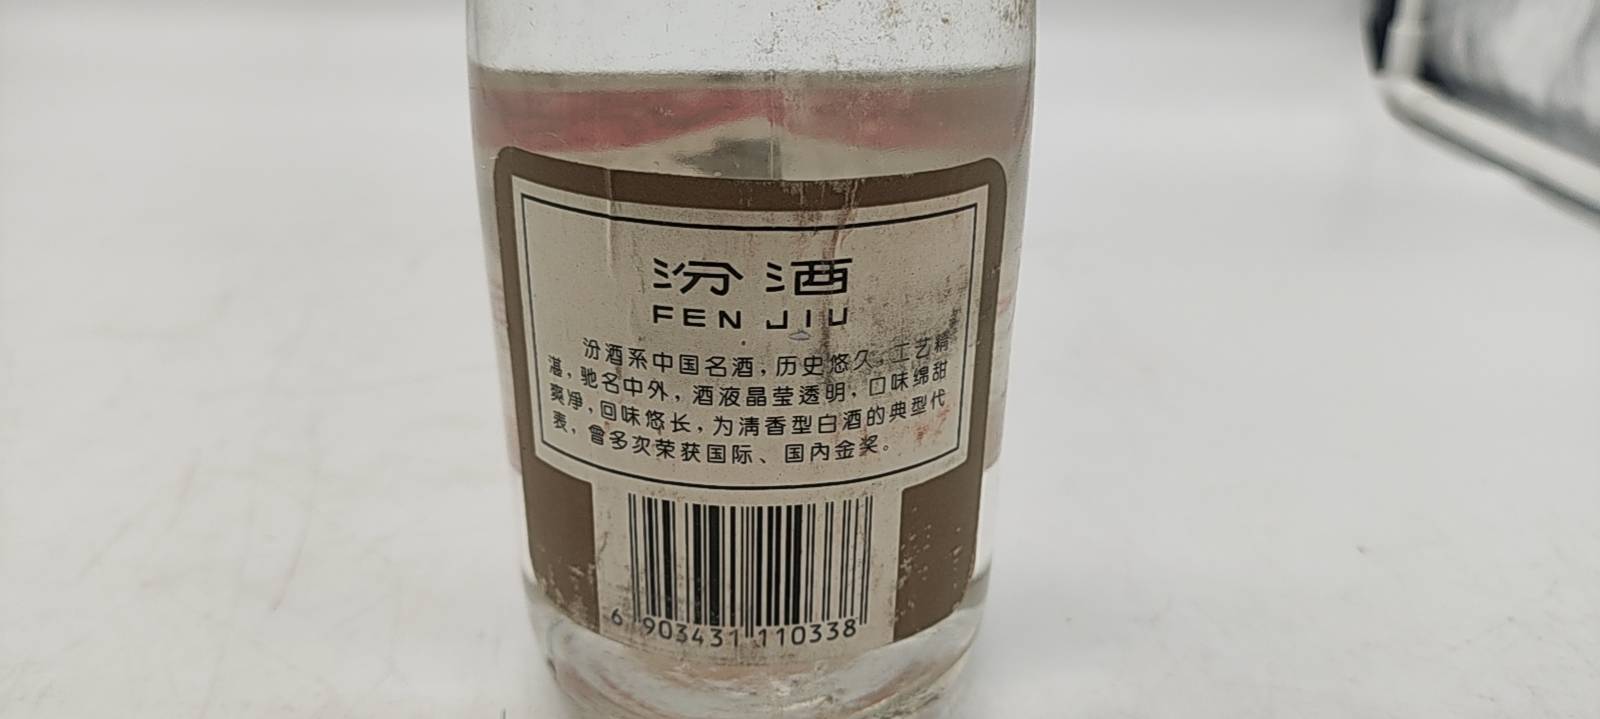 汾酒
FEN JIU
汾酒系中国名酒，历史悠久，工艺精
湛，驰名中外，酒液晶莹透明，口味绵甜
爽净，回味悠长，为清香型白酒的典型代
表，曾多次荣获国际、国内金奖。
6 903431 110338